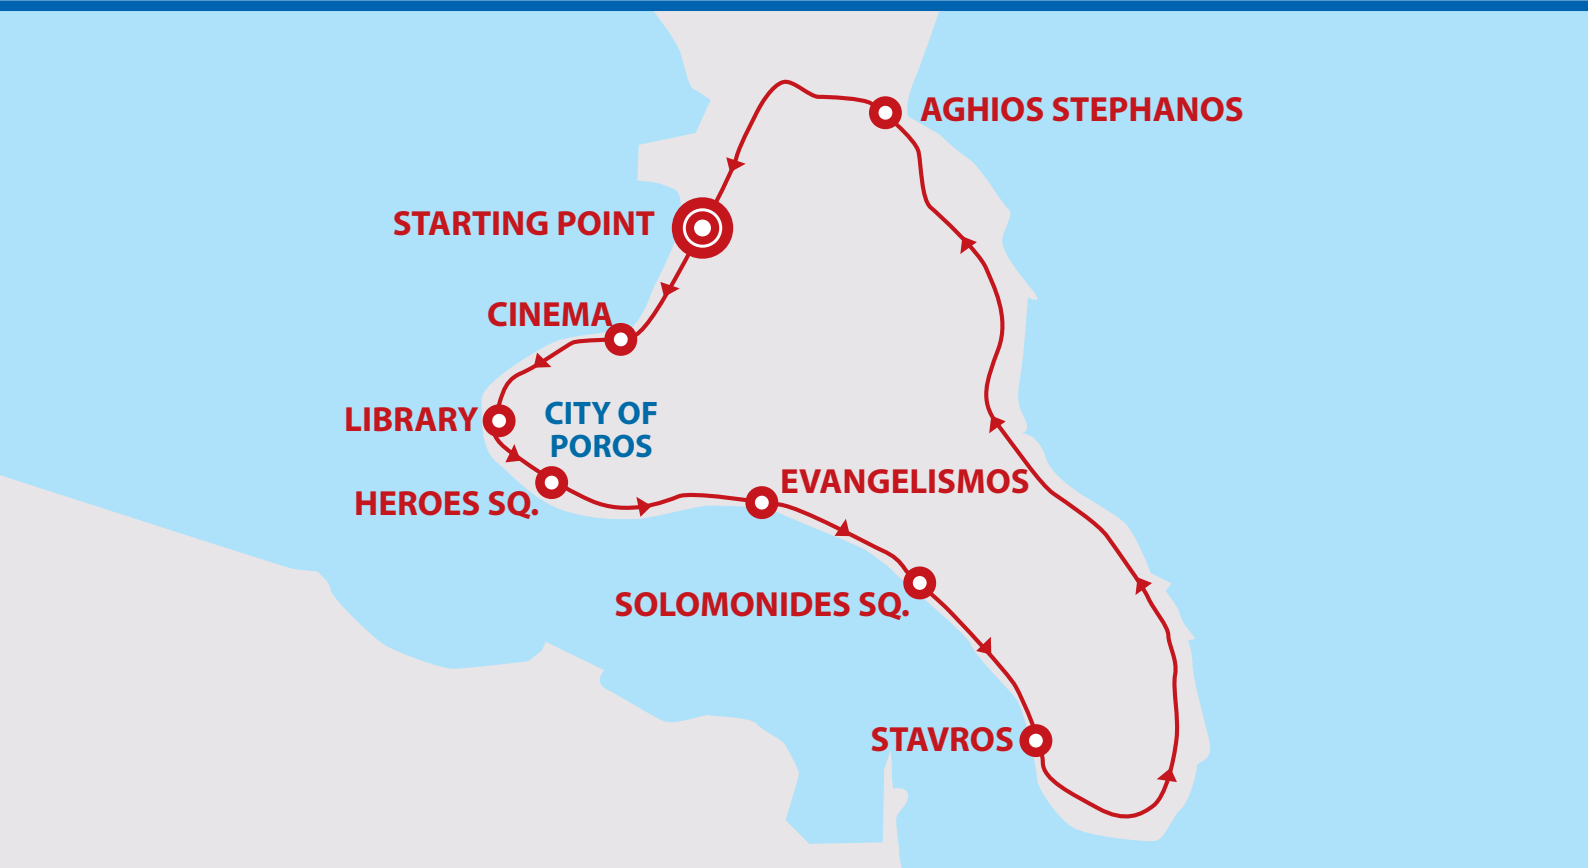 AGHIOS STEPHANOS
STARTING POINT
CINEMA
LIBRARY
CITY OF
POROS
HEROES SQ.
EVANGELISMOS
SOLOMONIDES SQ.
STAVROS